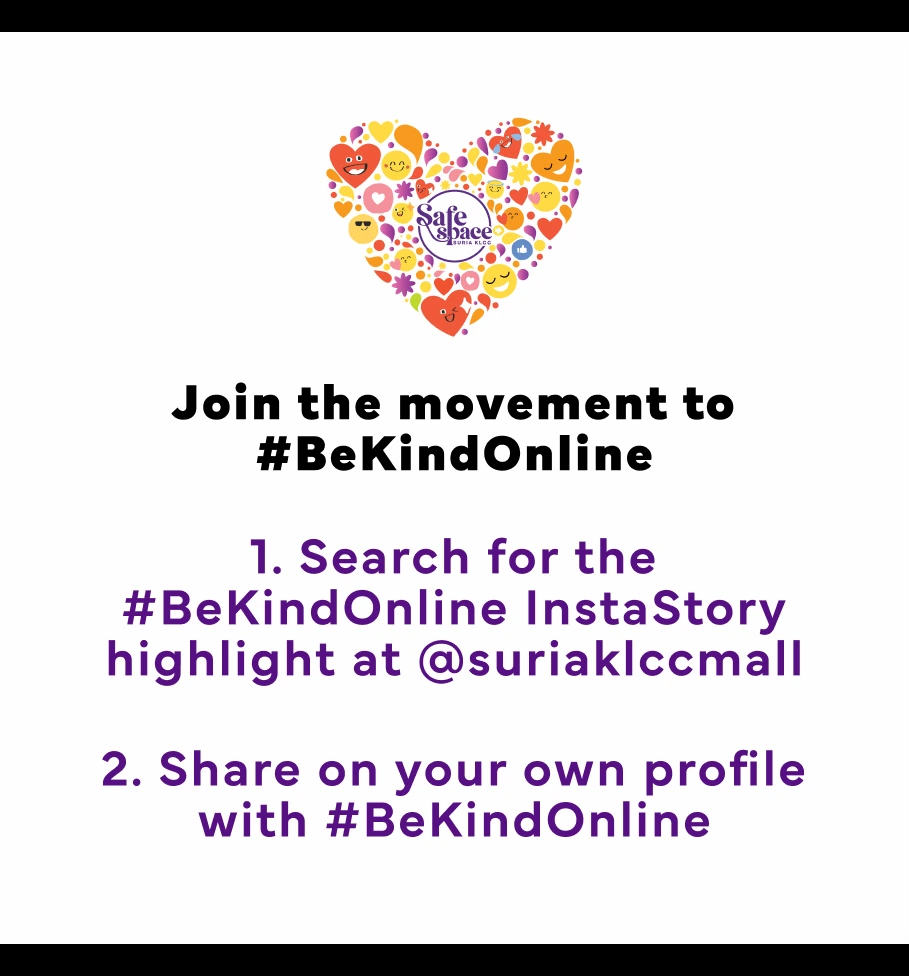 Safe
space
SURIA KLCC
Join the movement to
#BeKindOnline
1. Search for the
#BeKindOnline InstaStory
highlight at @suriaklccmall
2. Share on your own profile
with #BeKindOnline